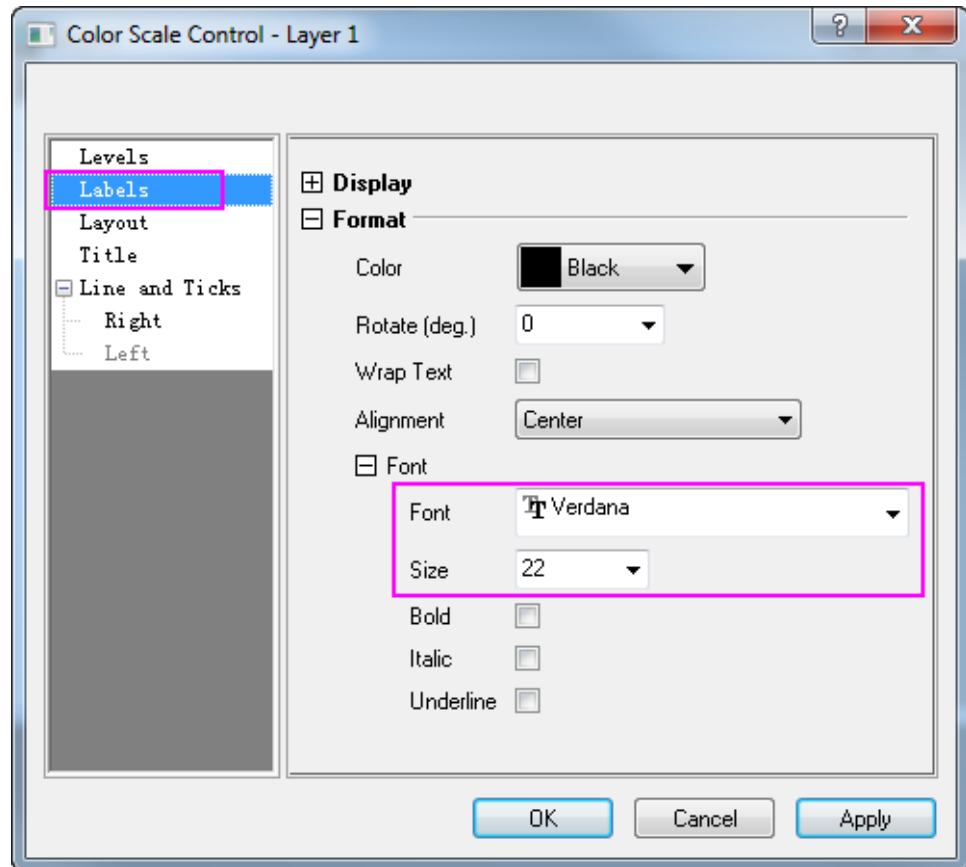 Color Scale Control - Layer 1
?
X
Levels
Labels
Layout
Title
Line and Ticks
Right
Left
Display
Format
Color Black
Rotate (deg.) 0
Wrap Text
Alignment Center
Font
Font Verdana
Size 22
Bold
Italic
Underline
OK Cancel Apply